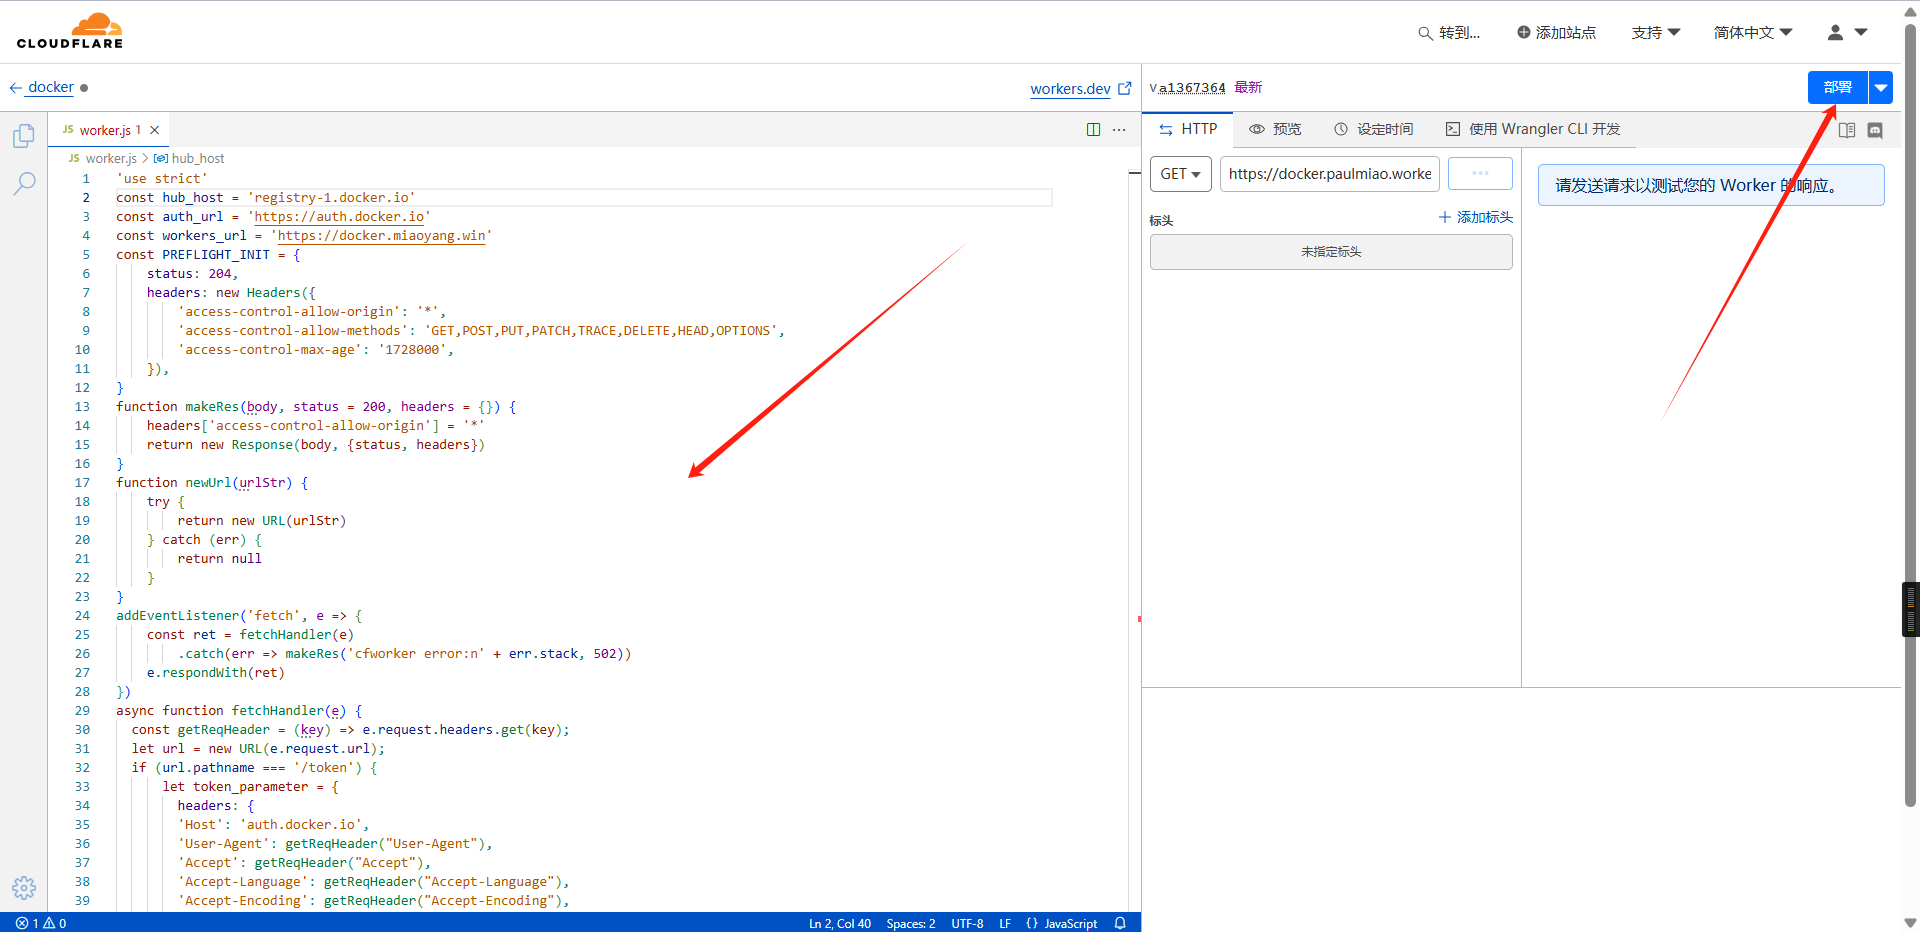 CLOUDFLARE
转到...
添加站点
支持
简体中文
docker
workers.dev
va1367364 最新
部署
JS worker.js 1
HTTP
预览
设定时间
使用 Wrangler CLI 开发
JS worker.js > hub_host
GET
https://docker.paulmiao.worke
请发送请求以测试您的 Worker 的响应。
标头
添加标头
未指定标头
1 'use strict'
2 const hub_host = 'registry-1.docker.io'
3 const auth_url = 'https://auth.docker.io'
4 const workers_url = 'https://docker.miaoyang.win'
5 const PREFLIGHT_INIT = {
6 status: 204,
7 headers: new Headers({
8 'access-control-allow-origin': '*',
9 'access-control-allow-methods': 'GET,POST,PUT,PATCH,TRACE,DELETE,HEAD,OPTIONS',
10 'access-control-max-age': '1728000',
11 }),
12 }
13 function makeRes(body, status = 200, headers = {}) {
14 headers['access-control-allow-origin'] = '*'
15 return new Response(body, {status, headers})
16 }
17 function newUrl(urlStr) {
18 try {
19 return new URL(urlStr)
20 } catch (err) {
21 return null
22 }
23 }
24 addEventListener('fetch', e => {
25 const ret = fetchHandler(e)
26 .catch(err => makeRes('cfworker error:n' + err.stack, 502))
27 e.respondWith(ret)
28 })
29 async function fetchHandler(e) {
30 const getReqHeader = (key) => e.request.headers.get(key);
31 let url = new URL(e.request.url);
32 if (url.pathname === '/token') {
33 let token_parameter = {
34 headers: {
35 'Host': 'auth.docker.io',
36 'User-Agent': getReqHeader("User-Agent"),
37 'Accept': getReqHeader("Accept"),
38 'Accept-Language': getReqHeader("Accept-Language"),
39 'Accept-Encoding': getReqHeader("Accept-Encoding"),
1 0
Ln 2, Col 40
Spaces: 2
UTF-8
LF
{} JavaScript